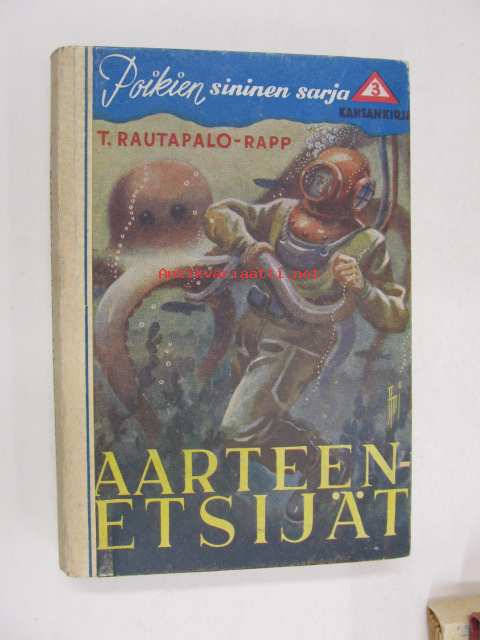 Poikien sininen sarja
3
KANSANKIRJA
T. RAUTAPALO-RAPP
Antikvariaatti.net
AARTEEN-
ETSIJÄT